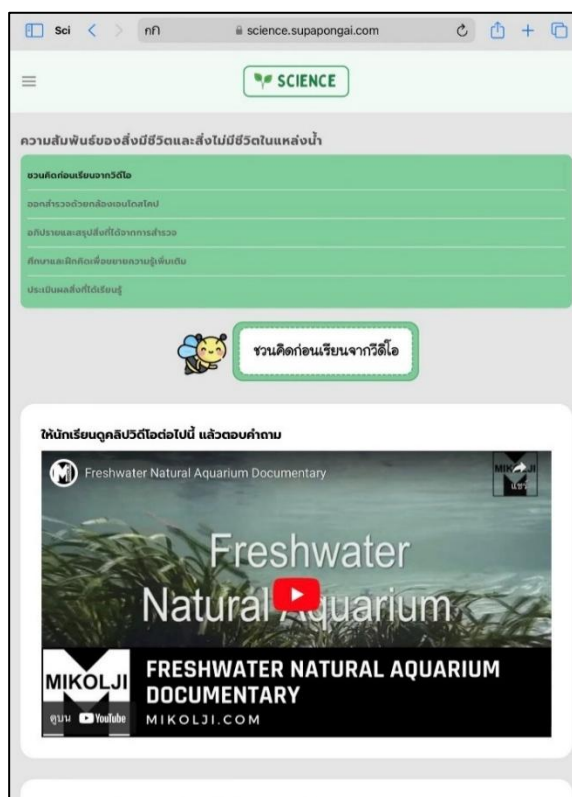 Sci
กก
science.supapongai.com
SCIENCE
ความสัมพันธ์ของสิ่งมีชีวิตและสิ่งไม่มีชีวิตในแหล่งน้ำ
ชวนคิดก่อนเรียนจากวิดีโอ
ออกสำรวจด้วยกล้องเอนโดสโคป
อภิปรายและสรุปสิ่งที่ได้จากการสำรวจ
ศึกษาและฝึกคิดเพื่อขยายความรู้เพิ่มเติม
ประเมินผลสิ่งที่ได้เรียนรู้
ชวนคิดก่อนเรียนจากวีดีโอ
ให้นักเรียนดูคลิปวิดีโอต่อไปนี้ แล้วตอบคำถาม
Freshwater Natural Aquarium Documentary
MIKOLJI
แชร์
Freshwater
Natural Aquarium
MIKOLJI
FRESHWATER NATURAL AQUARIUM
DOCUMENTARY
MIKOLJI.COM
ดูบน YouTube